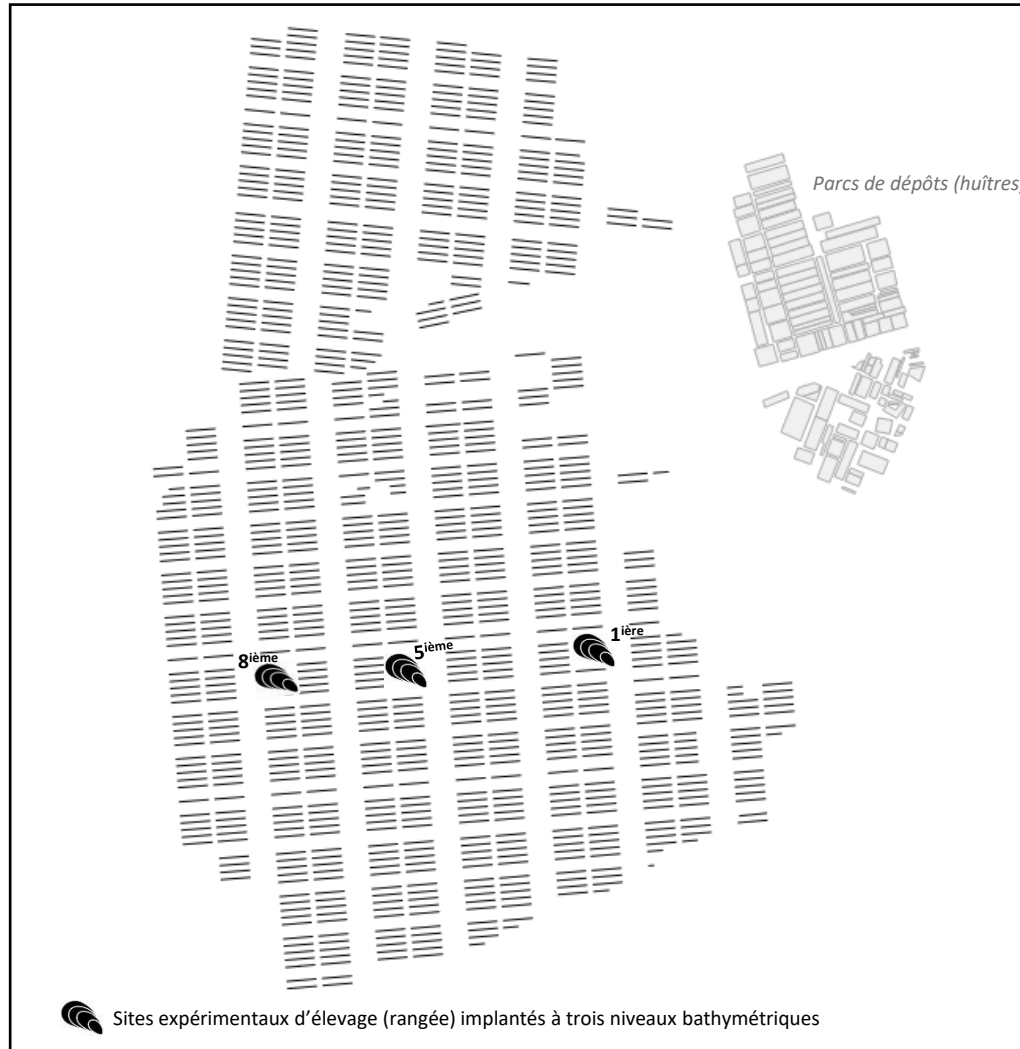 Parcs de dépôts (huîtres)
1ière
5ième
8ième
Sites expérimentaux d’élevage (rangée) implantés à trois niveaux bathymétriques